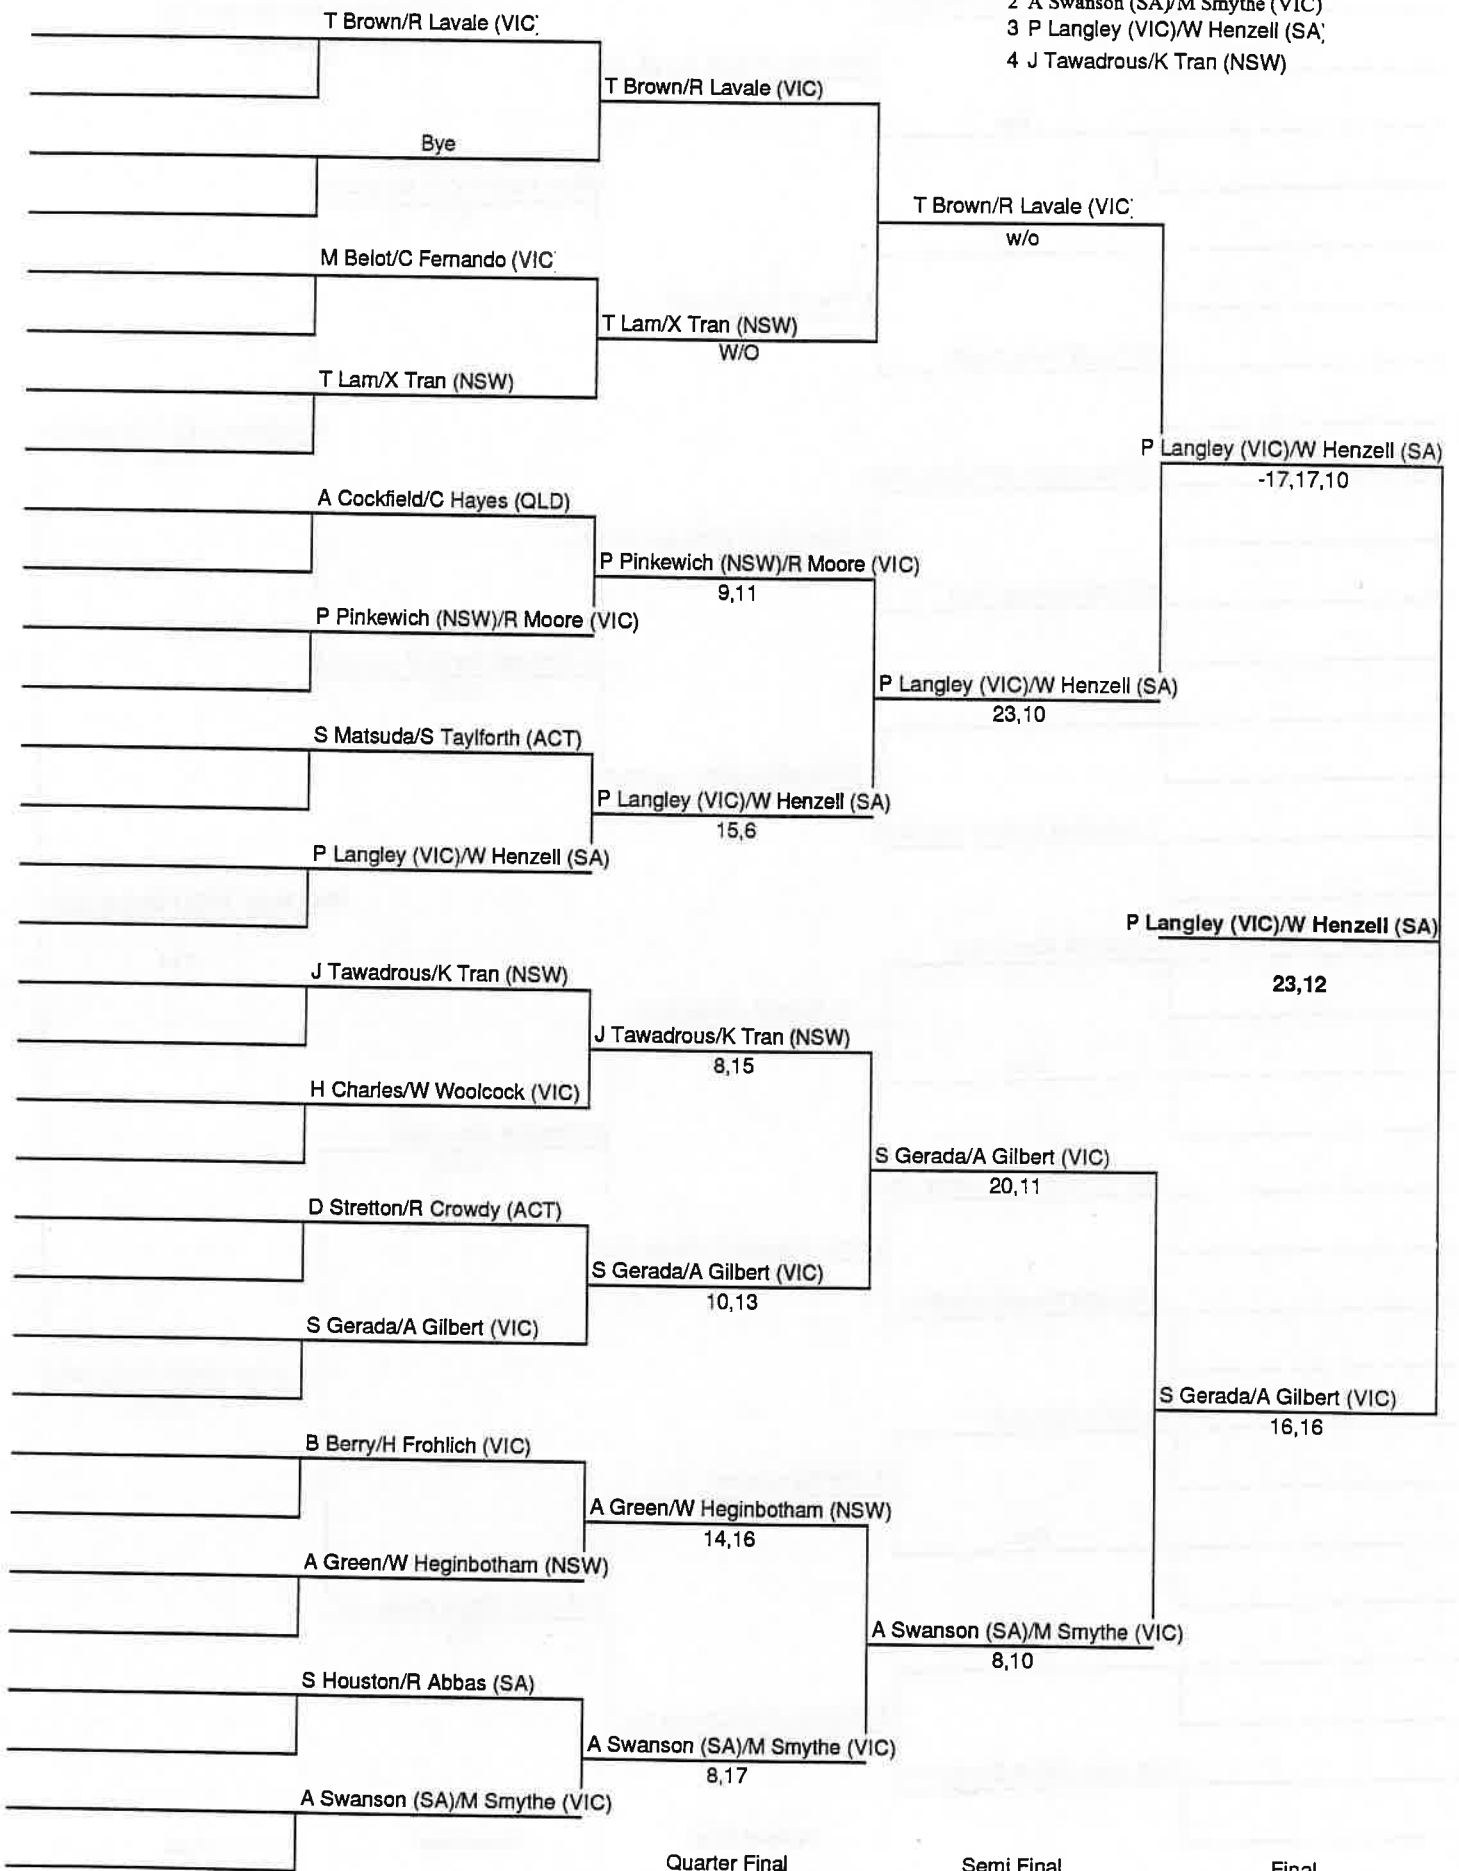 2 A Swanson (SA)/M Smythe (VIC)
3 P Langley (VIC)/W Henzell (SA)
4 J Tawadrous/K Tran (NSW)
T Brown/R Lavale (VIC)
T Brown/R Lavale (VIC)
Bye
T Brown/R Lavale (VIC)
w/o
M Belot/C Fernando (VIC)
T Lam/X Tran (NSW)
W/O
T Lam/X Tran (NSW)
P Langley (VIC)/W Henzell (SA)
-17,17,10
A Cockfield/C Hayes (QLD)
P Pinkewich (NSW)/R Moore (VIC)
9,11
P Pinkewich (NSW)/R Moore (VIC)
P Langley (VIC)/W Henzell (SA)
23,10
S Matsuda/S Taylforth (ACT)
P Langley (VIC)/W Henzell (SA)
15,6
P Langley (VIC)/W Henzell (SA)
P Langley (VIC)/W Henzell (SA)
23,12
J Tawadrous/K Tran (NSW)
J Tawadrous/K Tran (NSW)
8,15
H Charles/W Woolcock (VIC)
S Gerada/A Gilbert (VIC)
20,11
D Stretton/R Crowdy (ACT)
S Gerada/A Gilbert (VIC)
10,13
S Gerada/A Gilbert (VIC)
S Gerada/A Gilbert (VIC)
16,16
B Berry/H Frohlich (VIC)
A Green/W Heginbotham (NSW)
14,16
A Green/W Heginbotham (NSW)
A Swanson (SA)/M Smythe (VIC)
8,10
S Houston/R Abbas (SA)
A Swanson (SA)/M Smythe (VIC)
8,17
A Swanson (SA)/M Smythe (VIC)
Quarter Final
Semi Final
Final